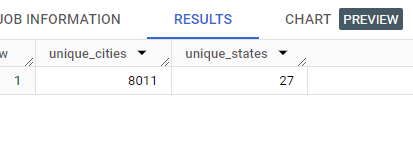 JOB INFORMATION RESULTS CHART PREVIEW
w unique_cities unique_states
1 8011 27